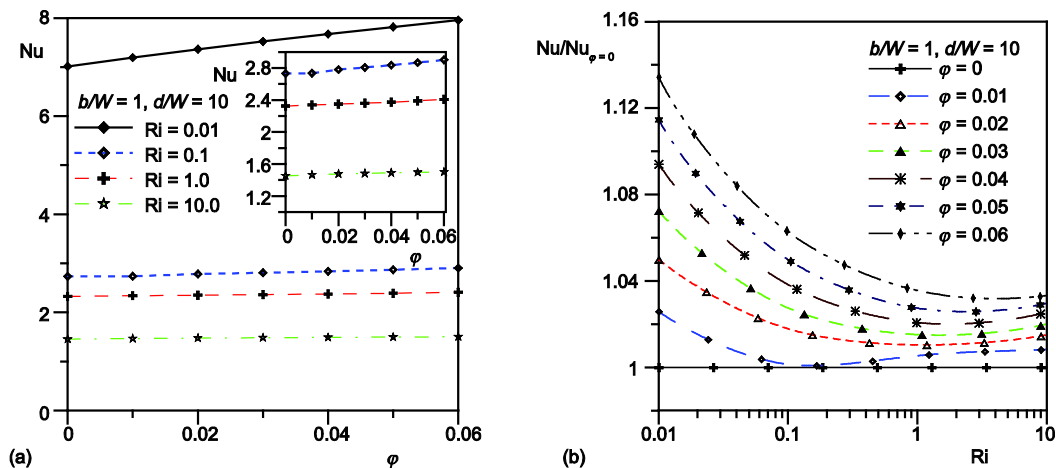 8
Nu
6
4
2
0
0
0.02
0.04
0.06
φ
b/W = 1, d/W = 10
Ri = 0.01
Ri = 0.1
Ri = 1.0
Ri = 10.0
Nu
2.8
2.4
2
1.6
1.2
0
0.02
0.04
0.06
φ
(a)
1.16
Nu/Nuφ=0
1.12
1.08
1.04
1
0.01
0.1
1
10
Ri
b/W = 1, d/W = 10
φ = 0
φ = 0.01
φ = 0.02
φ = 0.03
φ = 0.04
φ = 0.05
φ = 0.06
(b)